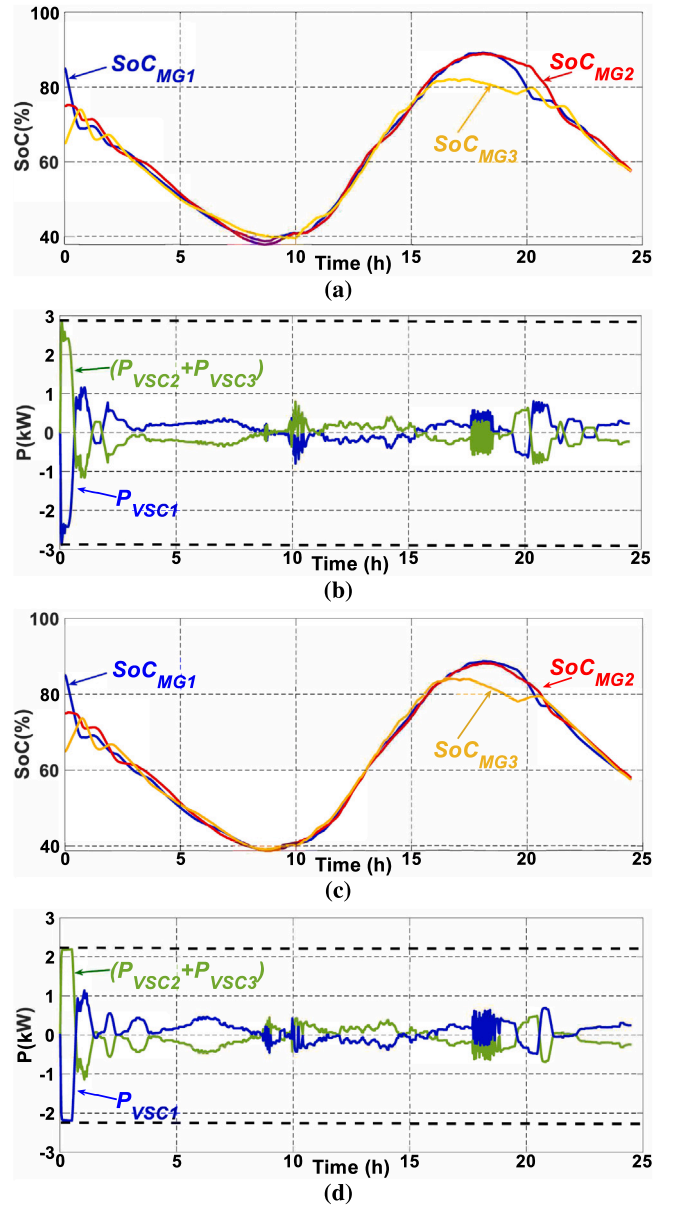 100
80
60
40
SoC(%)
SoC_MG1
SoC_MG2
SoC_MG3
0 5 10 15 20 25
Time (h)
(a)
3
2
1
0
-1
-2
-3
P(kW)
(P_VSC2+P_VSC3)
P_VSC1
0 5 10 15 20 25
Time (h)
(b)
100
80
60
40
SoC(%)
SoC_MG1
SoC_MG2
SoC_MG3
0 5 10 15 20 25
Time (h)
(c)
3
2
1
0
-1
-2
-3
P(kW)
(P_VSC2+P_VSC3)
P_VSC1
0 5 10 15 20 25
Time (h)
(d)